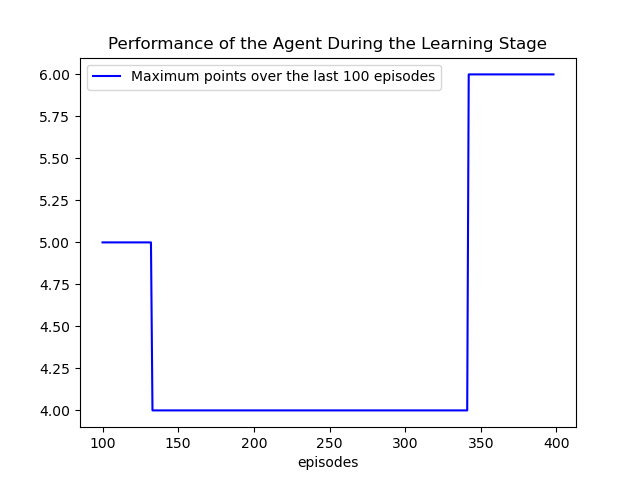 Performance of the Agent During the Learning Stage
Maximum points over the last 100 episodes
6.00
5.75
5.50
5.25
5.00
4.75
4.50
4.25
4.00
100 150 200 250 300 350 400
episodes